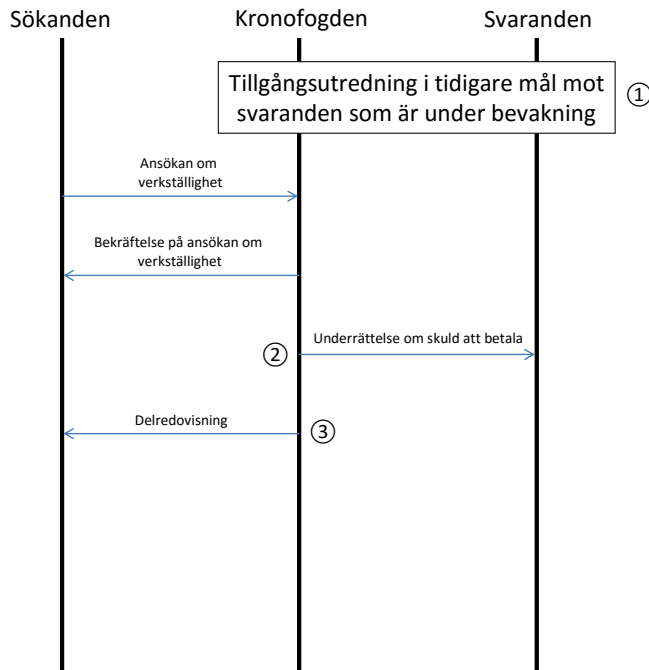 Sökanden Kronofogden Svaranden
Tillgångsutredning i tidigare mål mot
svaranden som är under bevakning
①
Ansökan om
verkställighet
Bekräftelse på ansökan om
verkställighet
② Underrättelse om skuld att betala
Delredovisning ③